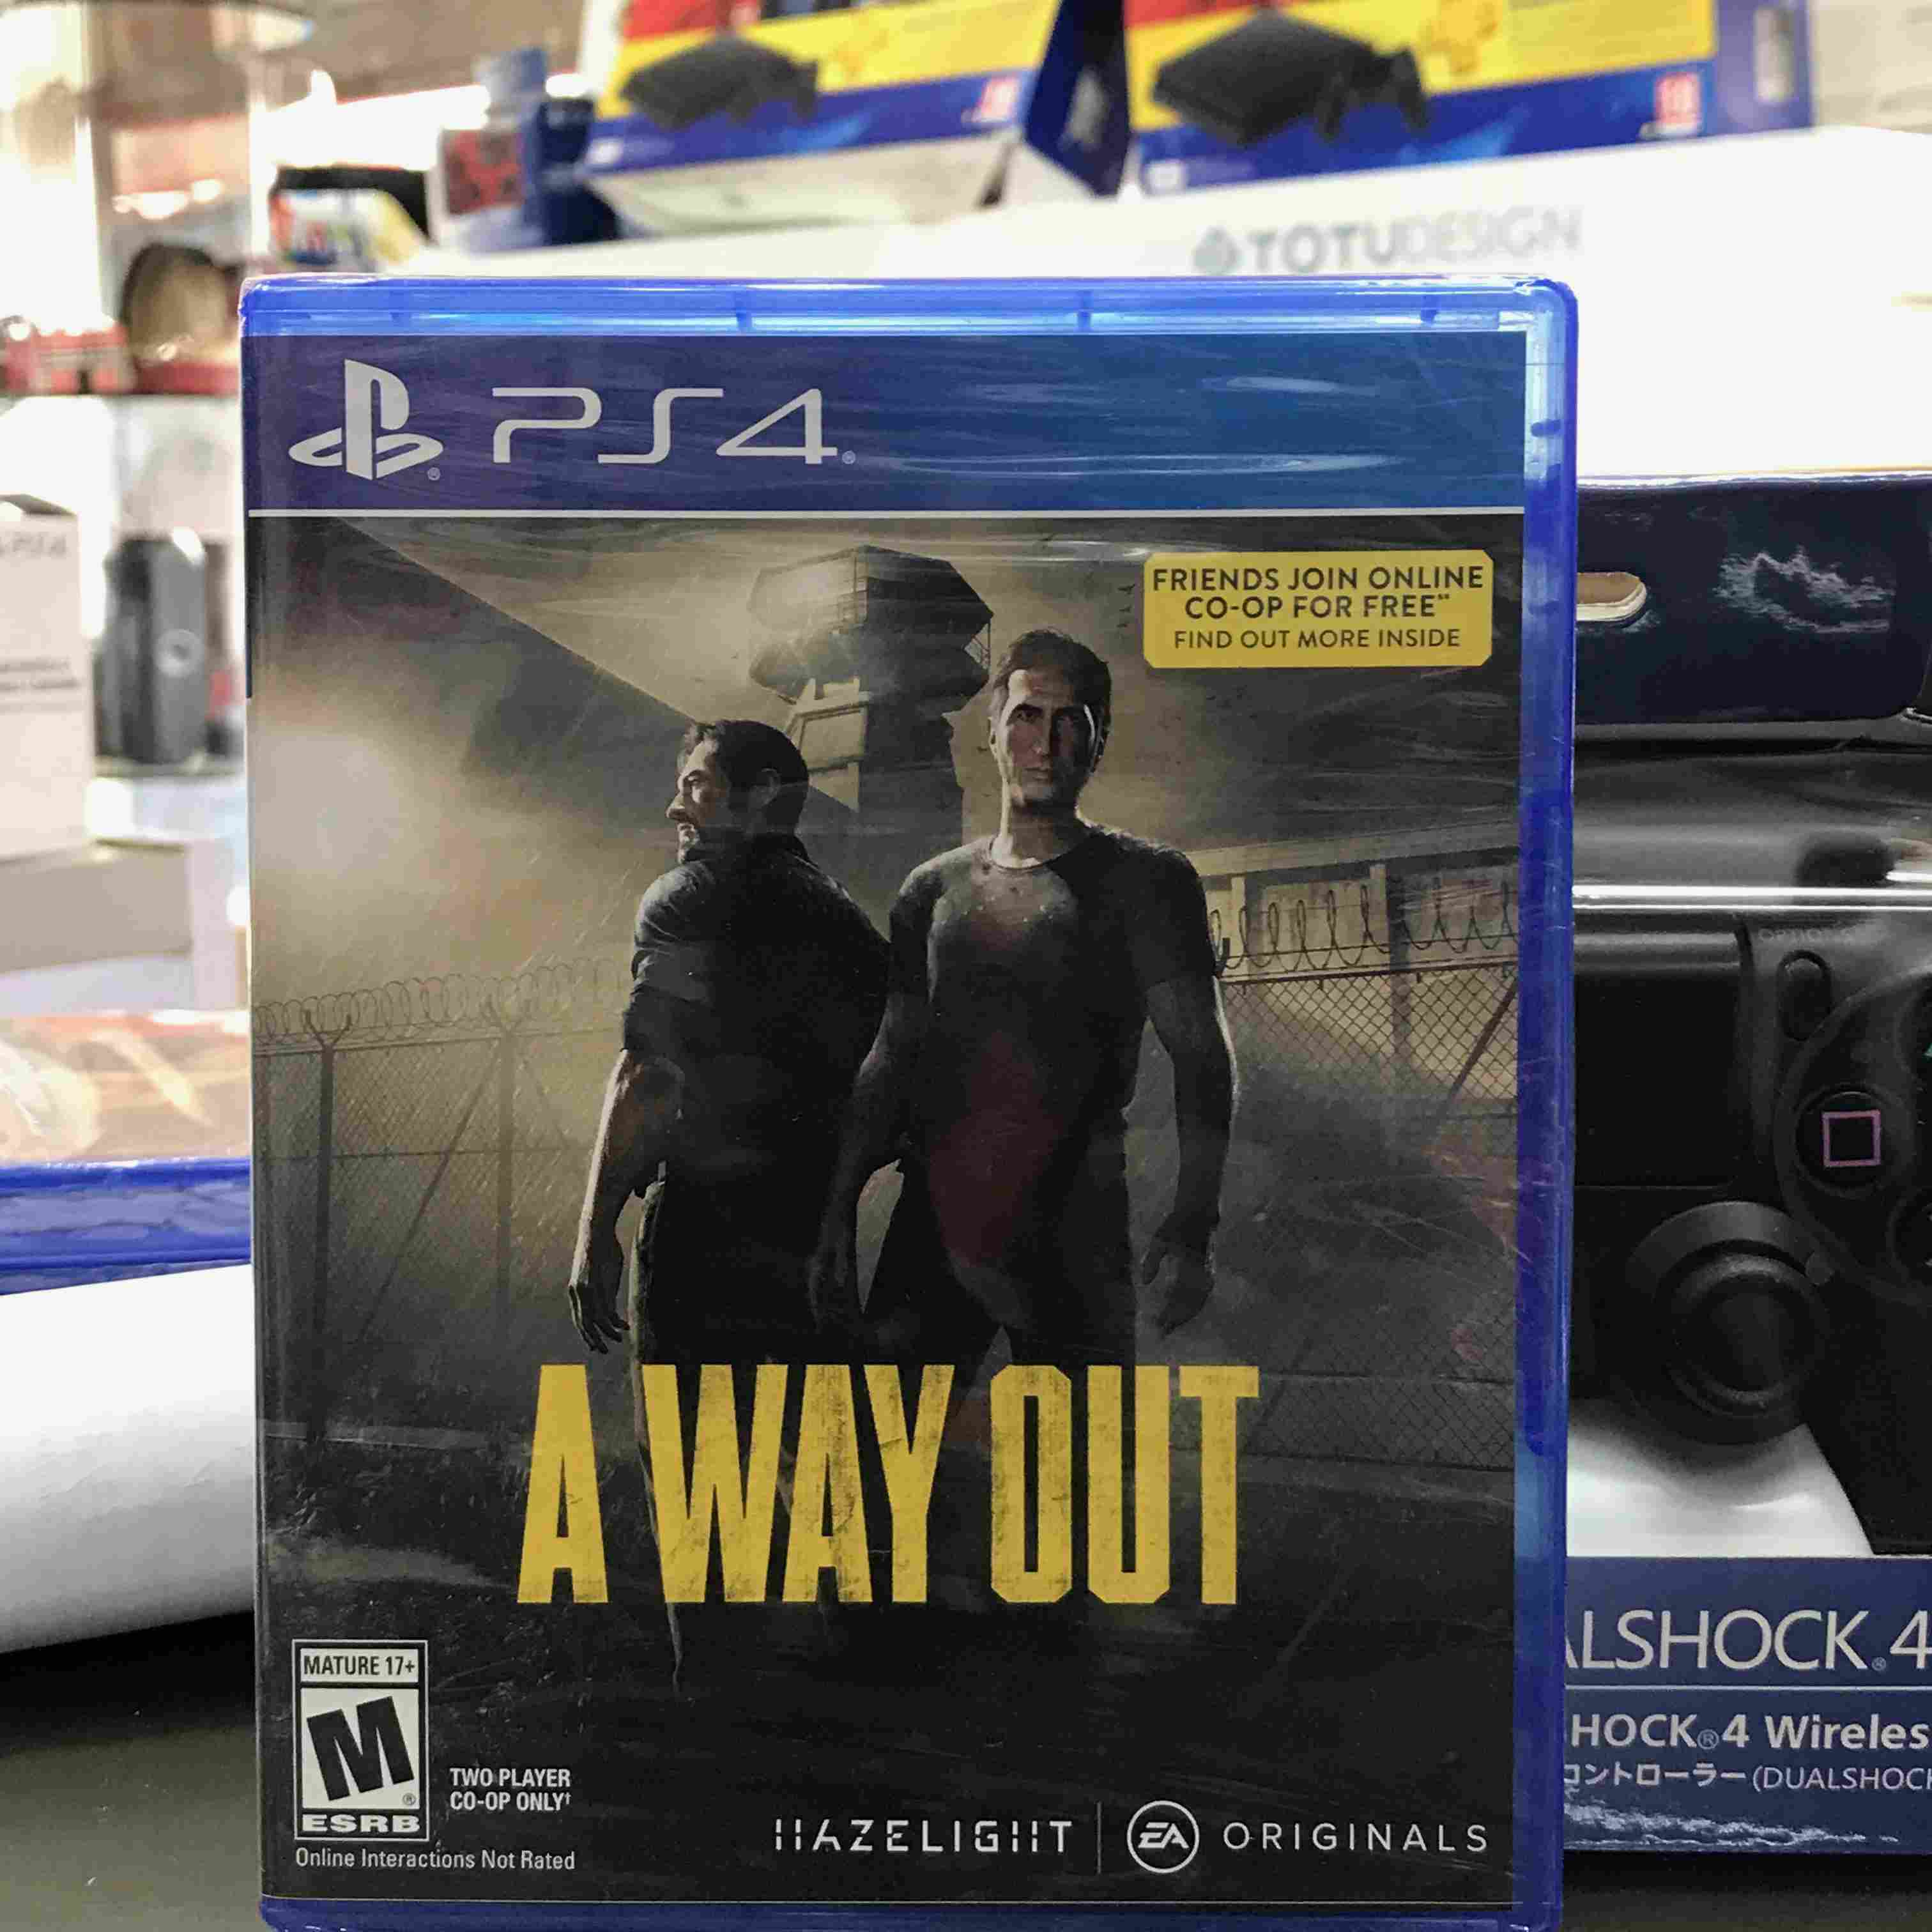 TOTUDESIGN
PS4
FRIENDS JOIN ONLINE
CO-OP FOR FREE
FIND OUT MORE INSIDE
OPTIONS
A WAY OUT
MATURE 17+
M
ESRB
TWO PLAYER
CO-OP ONLY†
Online Interactions Not Rated
HAZELIGHT
EA ORIGINALS
ALSHOCK®4
HOCK®4 Wireles
コントローラー (DUALSHOCK